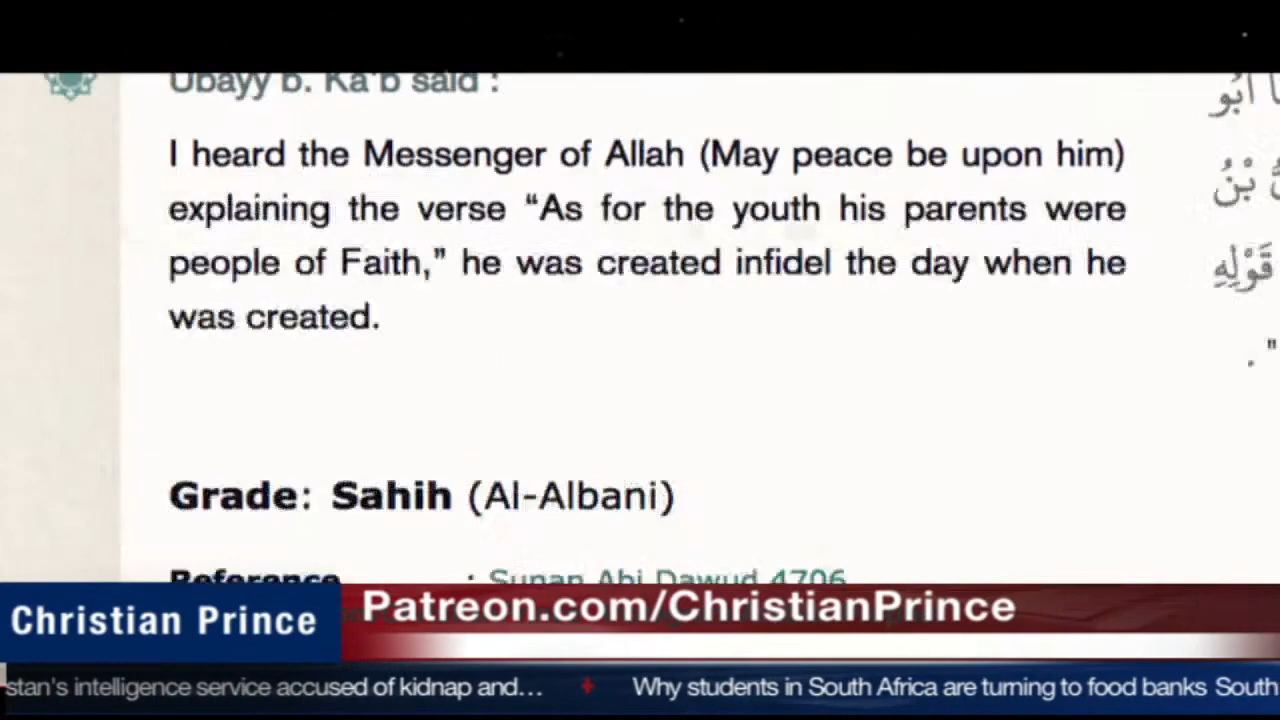 Ubayy b. Ka'b said :
I heard the Messenger of Allah (May peace be upon him)
explaining the verse “As for the youth his parents were
people of Faith,” he was created infidel the day when he
was created.
أَبُو
بْنُ
قَوْلِهِ
" .
Grade: Sahih (Al-Albani)
Reference : Sunan Abi Dawud 4706
Christian Prince
Patreon.com/ChristianPrince
stan's intelligence service accused of kidnap and… Why students in South Africa are turning to food banks South